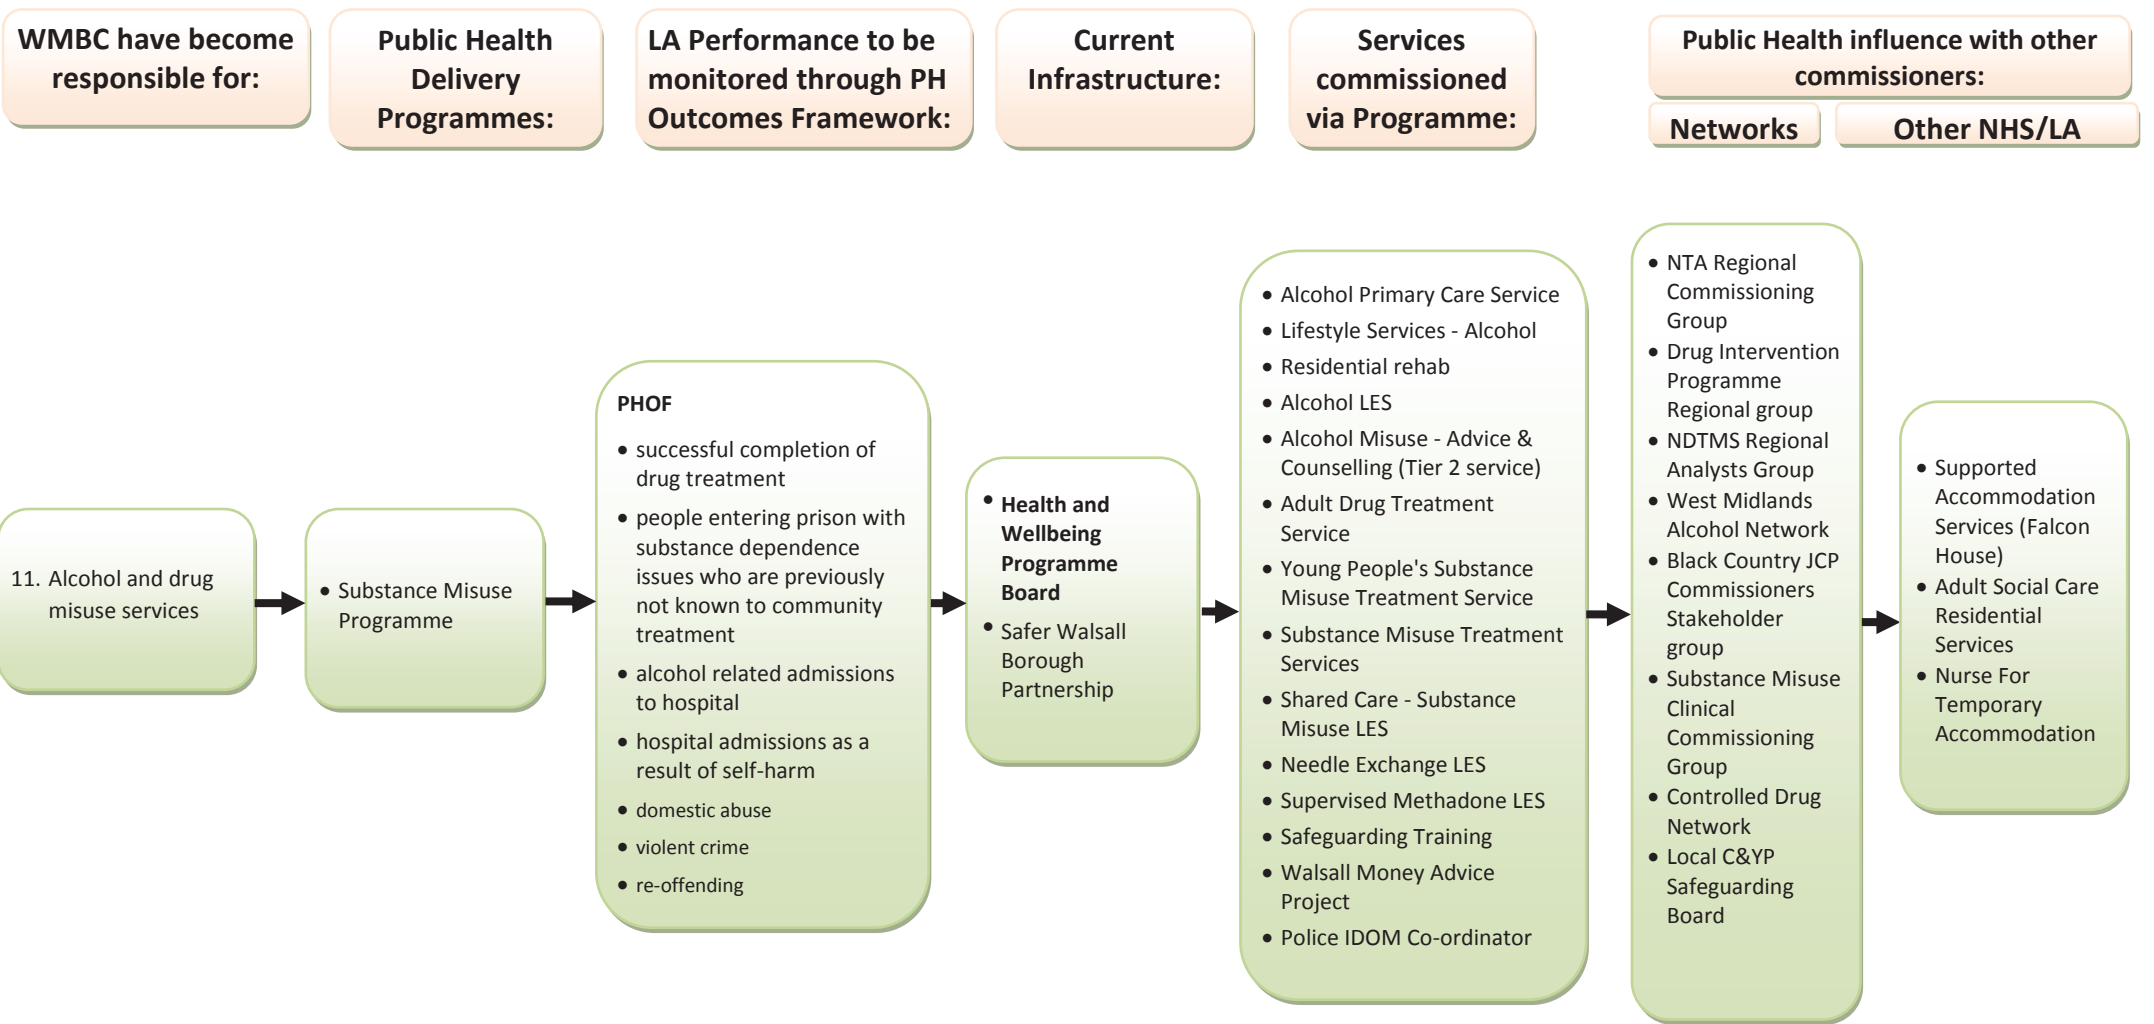 WMBC have become
responsible for:
Public Health
Delivery
Programmes:
LA Performance to be
monitored through PH
Outcomes Framework:
Current
Infrastructure:
Services
commissioned
via Programme:
Public Health influence with other
commissioners:
Networks
Other NHS/LA
11. Alcohol and drug
misuse services
• Substance Misuse
Programme
PHOF
• successful completion of
drug treatment
• people entering prison with
substance dependence
issues who are previously
not known to community
treatment
• alcohol related admissions
to hospital
• hospital admissions as a
result of self-harm
• domestic abuse
• violent crime
• re-offending
• Health and
Wellbeing
Programme
Board
• Safer Walsall
Borough
Partnership
• Alcohol Primary Care Service
• Lifestyle Services - Alcohol
• Residential rehab
• Alcohol LES
• Alcohol Misuse - Advice &
Counselling (Tier 2 service)
• Adult Drug Treatment
Service
• Young People's Substance
Misuse Treatment Service
• Substance Misuse Treatment
Services
• Shared Care - Substance
Misuse LES
• Needle Exchange LES
• Supervised Methadone LES
• Safeguarding Training
• Walsall Money Advice
Project
• Police IDOM Co-ordinator
• NTA Regional
Commissioning
Group
• Drug Intervention
Programme
Regional group
• NDTMS Regional
Analysts Group
• West Midlands
Alcohol Network
• Black Country JCP
Commissioners
Stakeholder
group
• Substance Misuse
Clinical
Commissioning
Group
• Controlled Drug
Network
• Local C&YP
Safeguarding
Board
• Supported
Accommodation
Services (Falcon
House)
• Adult Social Care
Residential
Services
• Nurse For
Temporary
Accommodation